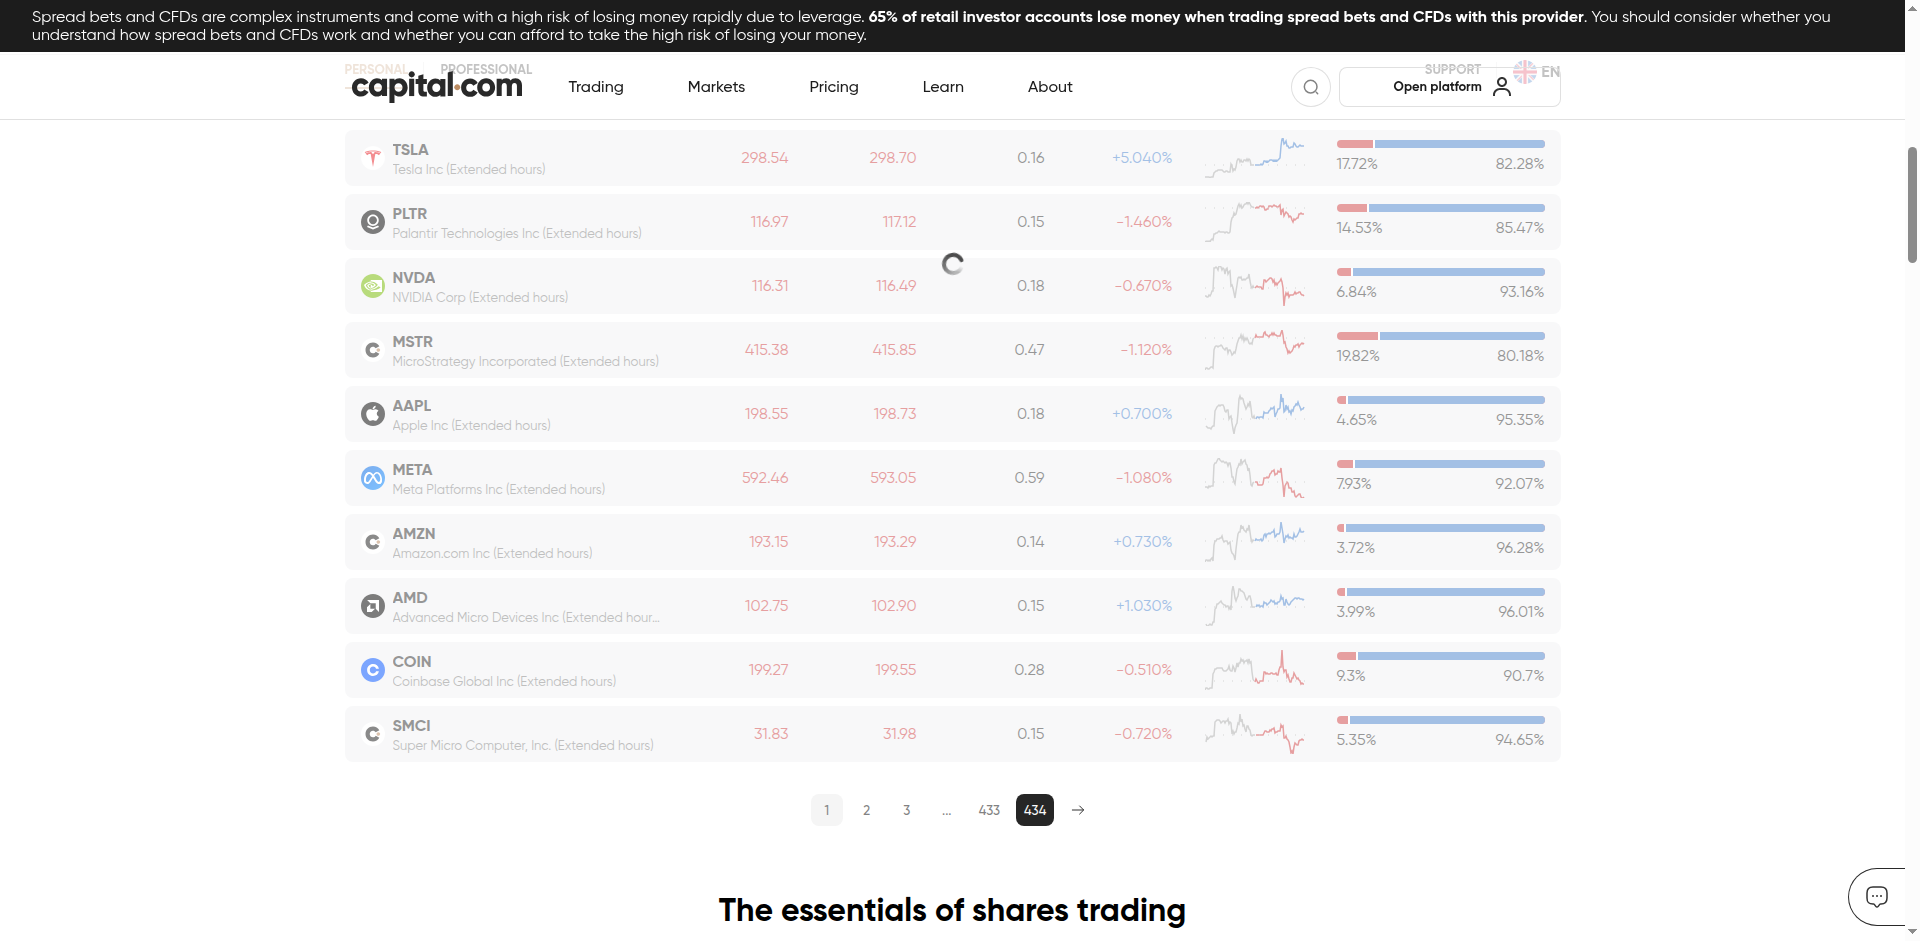 Spread bets and CFDs are complex instruments and come with a high risk of losing money rapidly due to leverage. 65% of retail investor accounts lose money when trading spread bets and CFDs with this provider. You should consider whether you
understand how spread bets and CFDs work and whether you can afford to take the high risk of losing your money.
PERSONAL PROFESSIONAL SUPPORT EN
capital.com Trading Markets Pricing Learn About Open platform
TSLA
Tesla Inc (Extended hours) 298.54 298.70 0.16 +5.040% 17.72% 82.28%
PLTR
Palantir Technologies Inc (Extended hours) 116.97 117.12 0.15 -1.460% 14.53% 85.47%
NVDA
NVIDIA Corp (Extended hours) 116.31 116.49 0.18 -0.670% 6.84% 93.16%
MSTR
MicroStrategy Incorporated (Extended hours) 415.38 415.85 0.47 -1.120% 19.82% 80.18%
AAPL
Apple Inc (Extended hours) 198.55 198.73 0.18 +0.700% 4.65% 95.35%
META
Meta Platforms Inc (Extended hours) 592.46 593.05 0.59 -1.080% 7.93% 92.07%
AMZN
Amazon.com Inc (Extended hours) 193.15 193.29 0.14 +0.730% 3.72% 96.28%
AMD
Advanced Micro Devices Inc (Extended hour... 102.75 102.90 0.15 +1.030% 3.99% 96.01%
COIN
Coinbase Global Inc (Extended hours) 199.27 199.55 0.28 -0.510% 9.3% 90.7%
SMCI
Super Micro Computer, Inc. (Extended hours) 31.83 31.98 0.15 -0.720% 5.35% 94.65%
1 2 3 ... 433 434
The essentials of shares trading